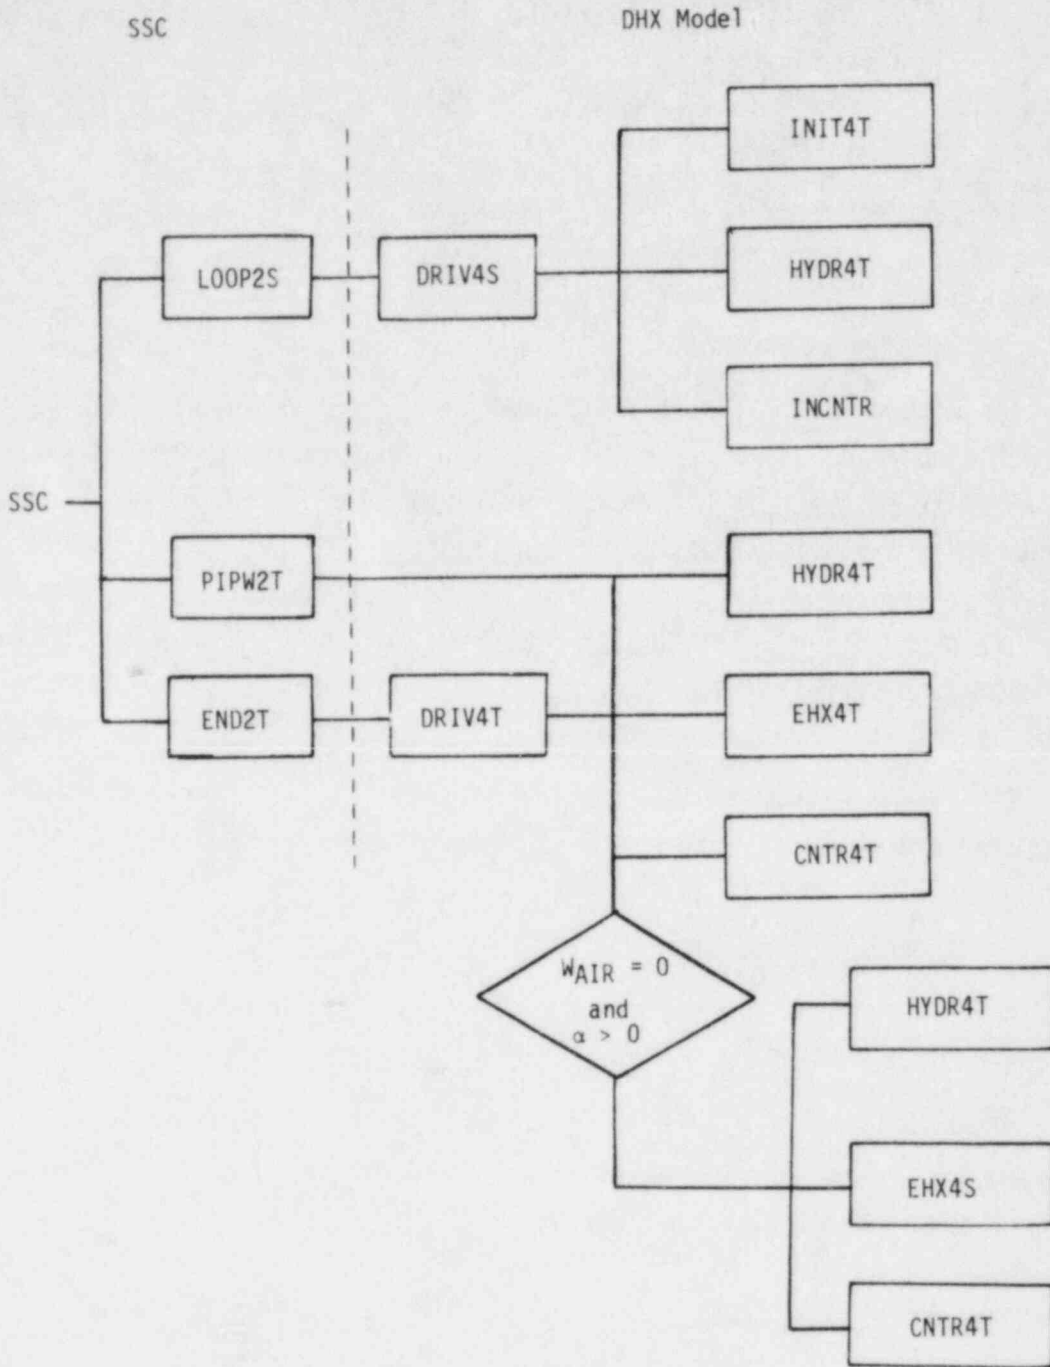 SSC
DHX Model
INIT4T
LOOP2S
DRIV4S
HYDR4T
INCNTR
SSC
PIPW2T
HYDR4T
END2T
DRIV4T
EHX4T
CNTR4T
WAIR = 0
and
α > 0
HYDR4T
EHX4S
CNTR4T